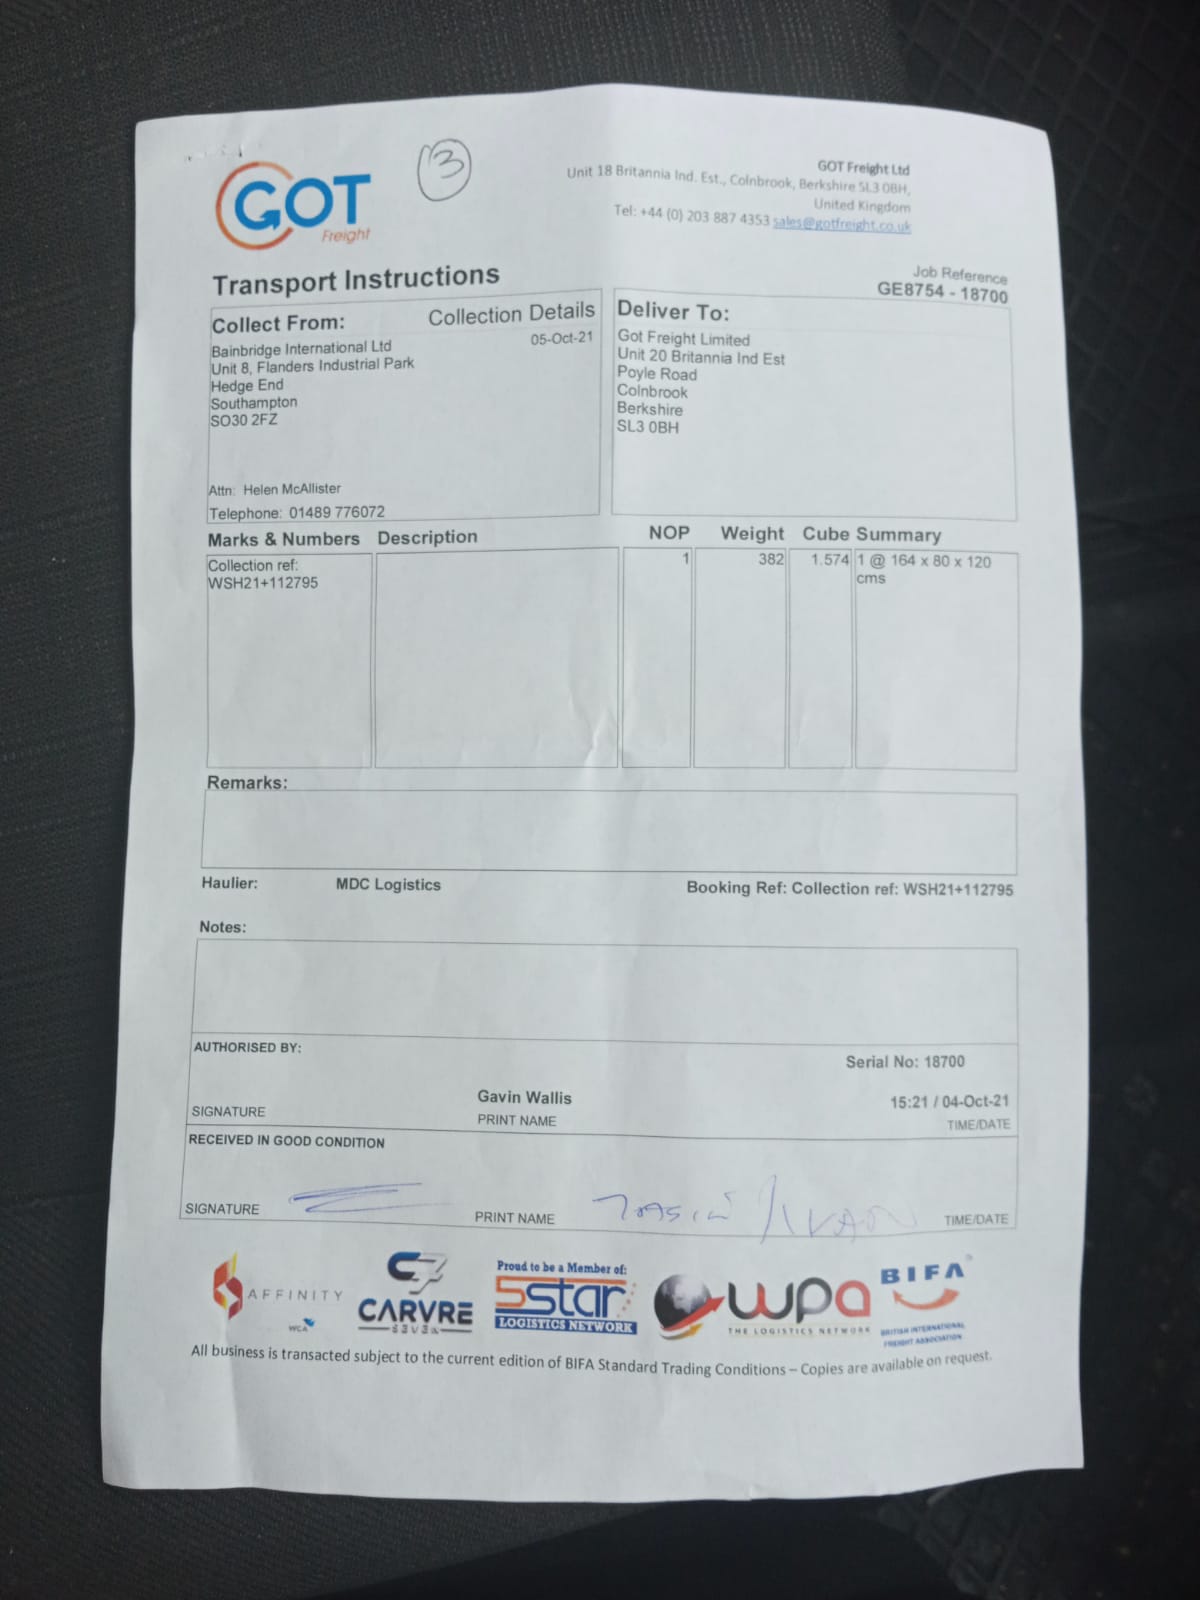 GOT
Freight
3
GOT Freight Ltd
Unit 18 Britannia Ind. Est., Colnbrook, Berkshire SL3 0BH,
United Kingdom
Tel: +44 (0) 203 887 4353 sales@gotfreight.co.uk
Transport Instructions
Job Reference
GE8754 - 18700
Collect From: Collection Details
05-Oct-21
Bainbridge International Ltd
Unit 8, Flanders Industrial Park
Hedge End
Southampton
SO30 2FZ
Attn: Helen McAllister
Telephone: 01489 776072
Deliver To:
Got Freight Limited
Unit 20 Britannia Ind Est
Poyle Road
Colnbrook
Berkshire
SL3 0BH
Marks & Numbers Description NOP Weight Cube Summary
Collection ref: 1 382 1.574 1 @ 164 x 80 x 120
WSH21+112795 cms
Remarks:
Haulier: MDC Logistics Booking Ref: Collection ref: WSH21+112795
Notes:
AUTHORISED BY:
Serial No: 18700
Gavin Wallis 15:21 / 04-Oct-21
SIGNATURE PRINT NAME TIME/DATE
RECEIVED IN GOOD CONDITION
SIGNATURE PRINT NAME TIME/DATE
AFFINITY
WCA
C7
CARVRE
SEVEN
Proud to be a Member of:
5star
LOGISTICS NETWORK
wpa
THE LOGISTICS NETWORK
BIFA
BRITISH INTERNATIONAL
FREIGHT ASSOCIATION
All business is transacted subject to the current edition of BIFA Standard Trading Conditions – Copies are available on request.